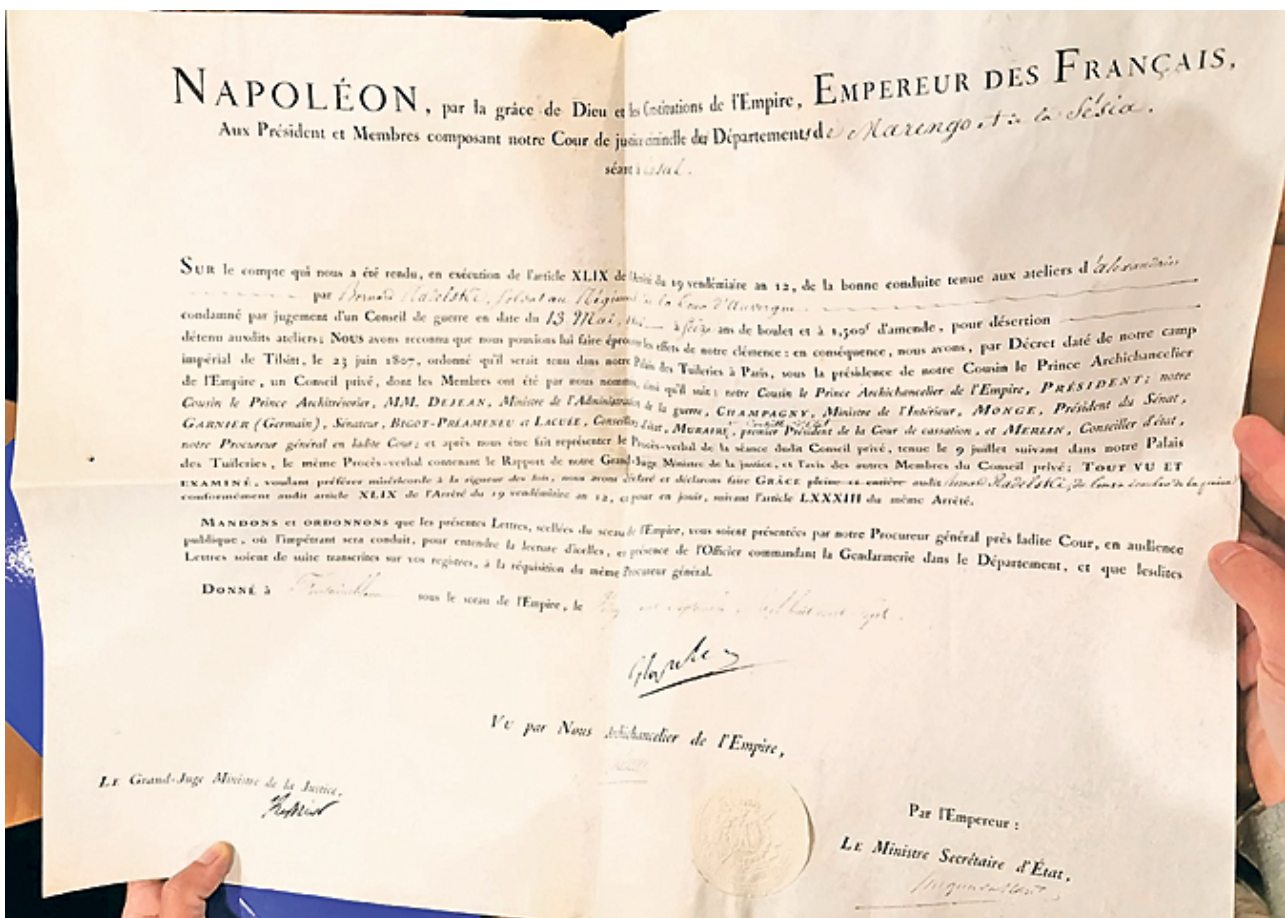 NAPOLÉON, par la grâce de Dieu et les Constitutions de l'Empire, EMPEREUR DES FRANÇAIS,
Aux Président et Membres composant notre Cour de justice criminelle des Départements de Marengo et de la Sésia,
séant à
SUR le compte qui nous a été rendu, en exécution de l'article XLIX de l'Arrêté du 19 vendémiaire an 12, de la bonne conduite tenue aux ateliers d'alexandrie
par Bernard Radelski, Soldat au Régiment de la Tour d'Auvergne
condamné par jugement d'un Conseil de guerre en date du 13 Mai, à ans de boulet et à 1,500f d'amende, pour désertion
détenu auxdits ateliers; NOUS avons reconnu que nous pouvions lui faire éprouver les effets de notre clémence: en conséquence, nous avons, par Décret daté de notre camp
impérial de Tilsitt, le 23 juin 1807, ordonné qu'il serait tenu dans notre Palais des Tuileries à Paris, sous la présidence de notre Cousin le Prince Archichancelier
de l'Empire, un Conseil privé, dont les Membres ont été par nous nommés, ainsi qu'il suit: notre Cousin le Prince Archichancelier de l'Empire, PRÉSIDENT; notre
Cousin le Prince Architrésorier, MM. DEJEAN, Ministre de l'Administration de la guerre, CHAMPAGNY, Ministre de l'Intérieur, MONGE, Président du Sénat,
GARNIER (Germain), Sénateur, BIGOT-PRÉAMENEU et LACUÉE, Conseillers d'état, MURAIRE, premier Président de la Cour de cassation, et MERLIN, Conseiller d'état,
notre Procureur général en ladite Cour; et après nous être fait représenter le Procès-verbal de la séance dudit Conseil privé, tenue le 9 juillet suivant dans notre Palais
des Tuileries, le même Procès-verbal contenant le Rapport de notre Grand-Juge Ministre de la justice, et l'avis des autres Membres du Conseil privé; TOUT VU ET
EXAMINÉ, voulant préférer miséricorde à la rigueur des lois, nous avons déclaré et déclarons faire GRÂCE pleine et entière audit Bernard Radelski,
conformément audit article XLIX de l'Arrêté du 19 vendémiaire an 12, et pour en jouir, suivant l'article LXXXIII du même Arrêté.
MANDONS et ORDONNONS que les présentes Lettres, scellées du sceau de l'Empire, vous soient présentées par notre Procureur général près ladite Cour, en audience
publique, où l'impétrant sera conduit, pour entendre la lecture d'icelles, en présence de l'Officier commandant la Gendarmerie dans le Département, et que lesdites
Lettres soient de suite transcrites sur vos registres, à la réquisition du même Procureur général.
DONNÉ à sous le sceau de l'Empire, le
VU par Nous Archichancelier de l'Empire,
LE Grand-Juge Ministre de la Justice,
Par l'Empereur :
LE Ministre Secrétaire d'État,